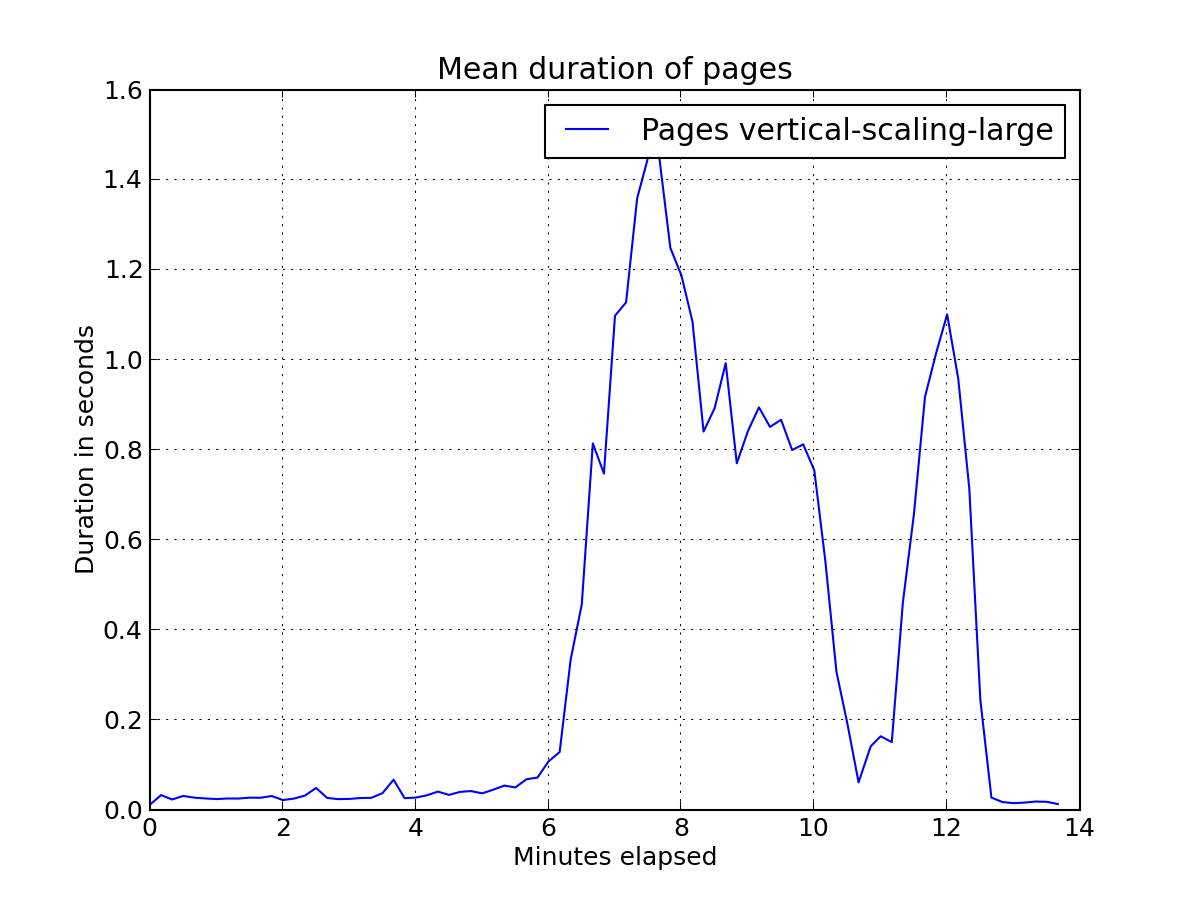 Mean duration of pages
Pages vertical-scaling-large
Duration in seconds
1.6
1.4
1.2
1.0
0.8
0.6
0.4
0.2
0.0
0 2 4 6 8 10 12 14
Minutes elapsed